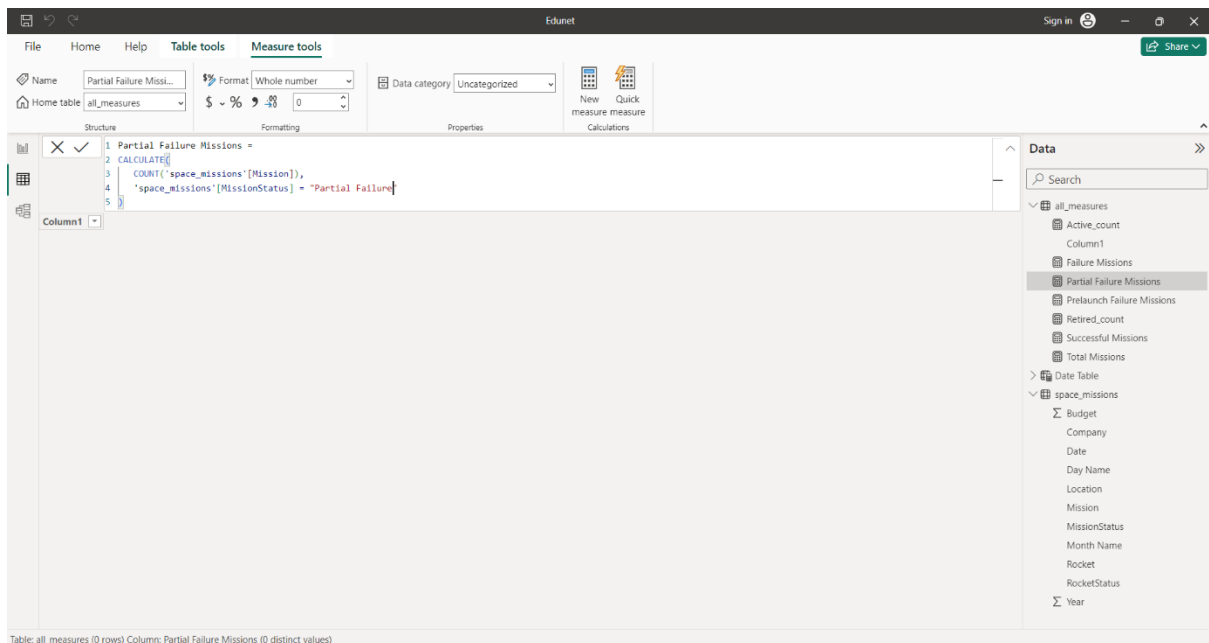 Edunet
Sign in
File Home Help Table tools Measure tools
Share
Name Partial Failure Missi...
Format Whole number
Data category Uncategorized
New measure
Quick measure
Home table all_measures
$ % 0
Structure Formatting Properties Calculations
1 Partial Failure Missions =
2 CALCULATE(
3 COUNT('space_missions'[Mission]),
4 'space_missions'[MissionStatus] = "Partial Failure"
5 )
Column1
Data
Search
all_measures
Active_count
Column1
Failure Missions
Partial Failure Missions
Prelaunch Failure Missions
Retired_count
Successful Missions
Total Missions
Date Table
space_missions
Budget
Company
Date
Day Name
Location
Mission
MissionStatus
Month Name
Rocket
RocketStatus
Year
Table: all_measures (0 rows) Column: Partial Failure Missions (0 distinct values)